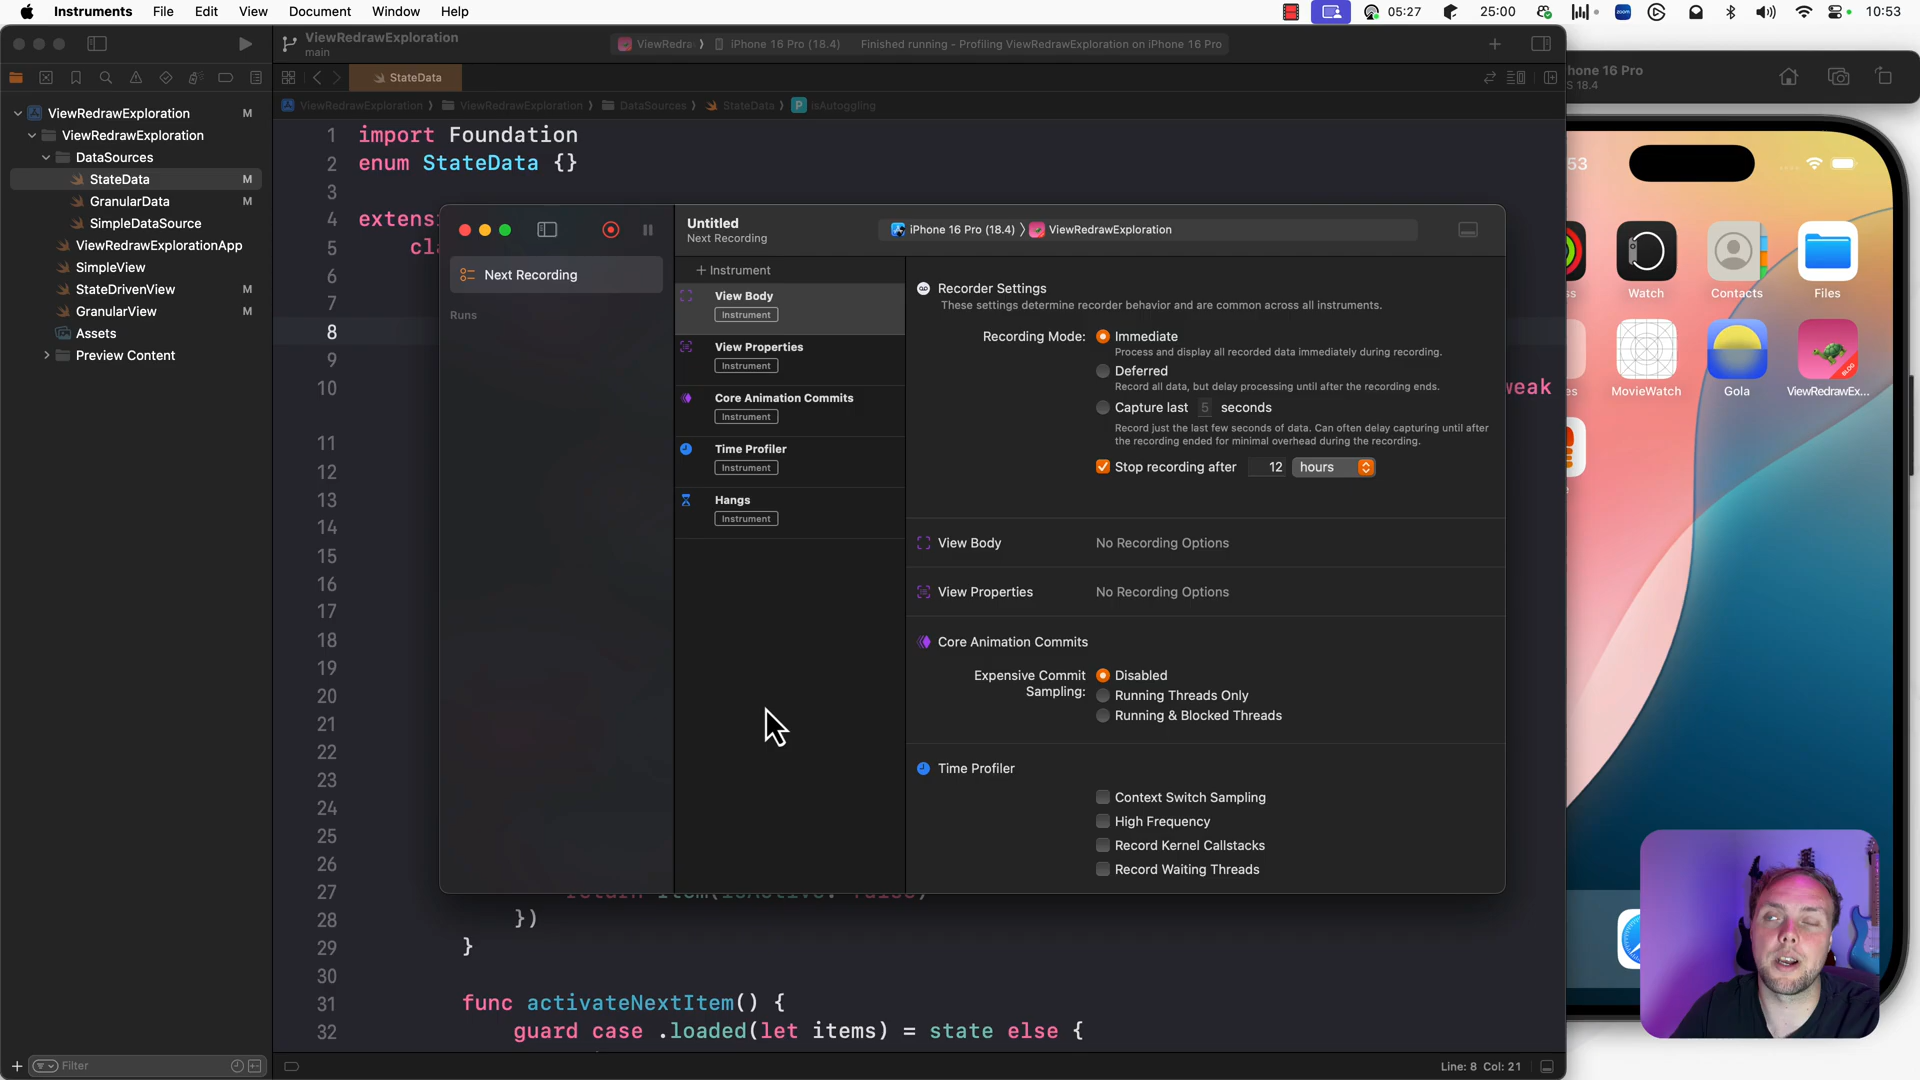 Instruments File Edit View Document Window Help
05:27 25:00 zoom 10:53
ViewRedrawExploration
main
ViewRedra iPhone 16 Pro (18.4) Finished running - Profiling ViewRedrawExploration on iPhone 16 Pro
StateData
ViewRedrawExploration ViewRedrawExploration DataSources StateData P isAutoggling
ViewRedrawExploration M
ViewRedrawExploration
DataSources
StateData M
GranularData M
SimpleDataSource
ViewRedrawExplorationApp
SimpleView
StateDrivenView M
GranularView M
Assets
Preview Content
Filter
1 import Foundation
2 enum StateData {}
3
4 extens
5 cla
6
7
8
9
10 weak
11
12
13
14
15
16
17
18
19
20
21
22
23
24
25
26
27 return Item(isActive: false)
28 })
29 }
30
31 func activateNextItem() {
32 guard case .loaded(let items) = state else {
Line: 8 Col: 21
Untitled
Next Recording
iPhone 16 Pro (18.4) ViewRedrawExploration
Next Recording
Runs
+ Instrument
View Body
Instrument
View Properties
Instrument
Core Animation Commits
Instrument
Time Profiler
Instrument
Hangs
Instrument
Recorder Settings
These settings determine recorder behavior and are common across all instruments.
Recording Mode: Immediate
Process and display all recorded data immediately during recording.
Deferred
Record all data, but delay processing until after the recording ends.
Capture last 5 seconds
Record just the last few seconds of data. Can often delay capturing until after
the recording ended for minimal overhead during the recording.
Stop recording after 12 hours
View Body No Recording Options
View Properties No Recording Options
Core Animation Commits
Expensive Commit Disabled
Sampling: Running Threads Only
Running & Blocked Threads
Time Profiler
Context Switch Sampling
High Frequency
Record Kernel Callstacks
Record Waiting Threads
hone 16 Pro
S 18.4
53
ss Watch Contacts Files
es MovieWatch Gola ViewRedrawEx...
BLOG